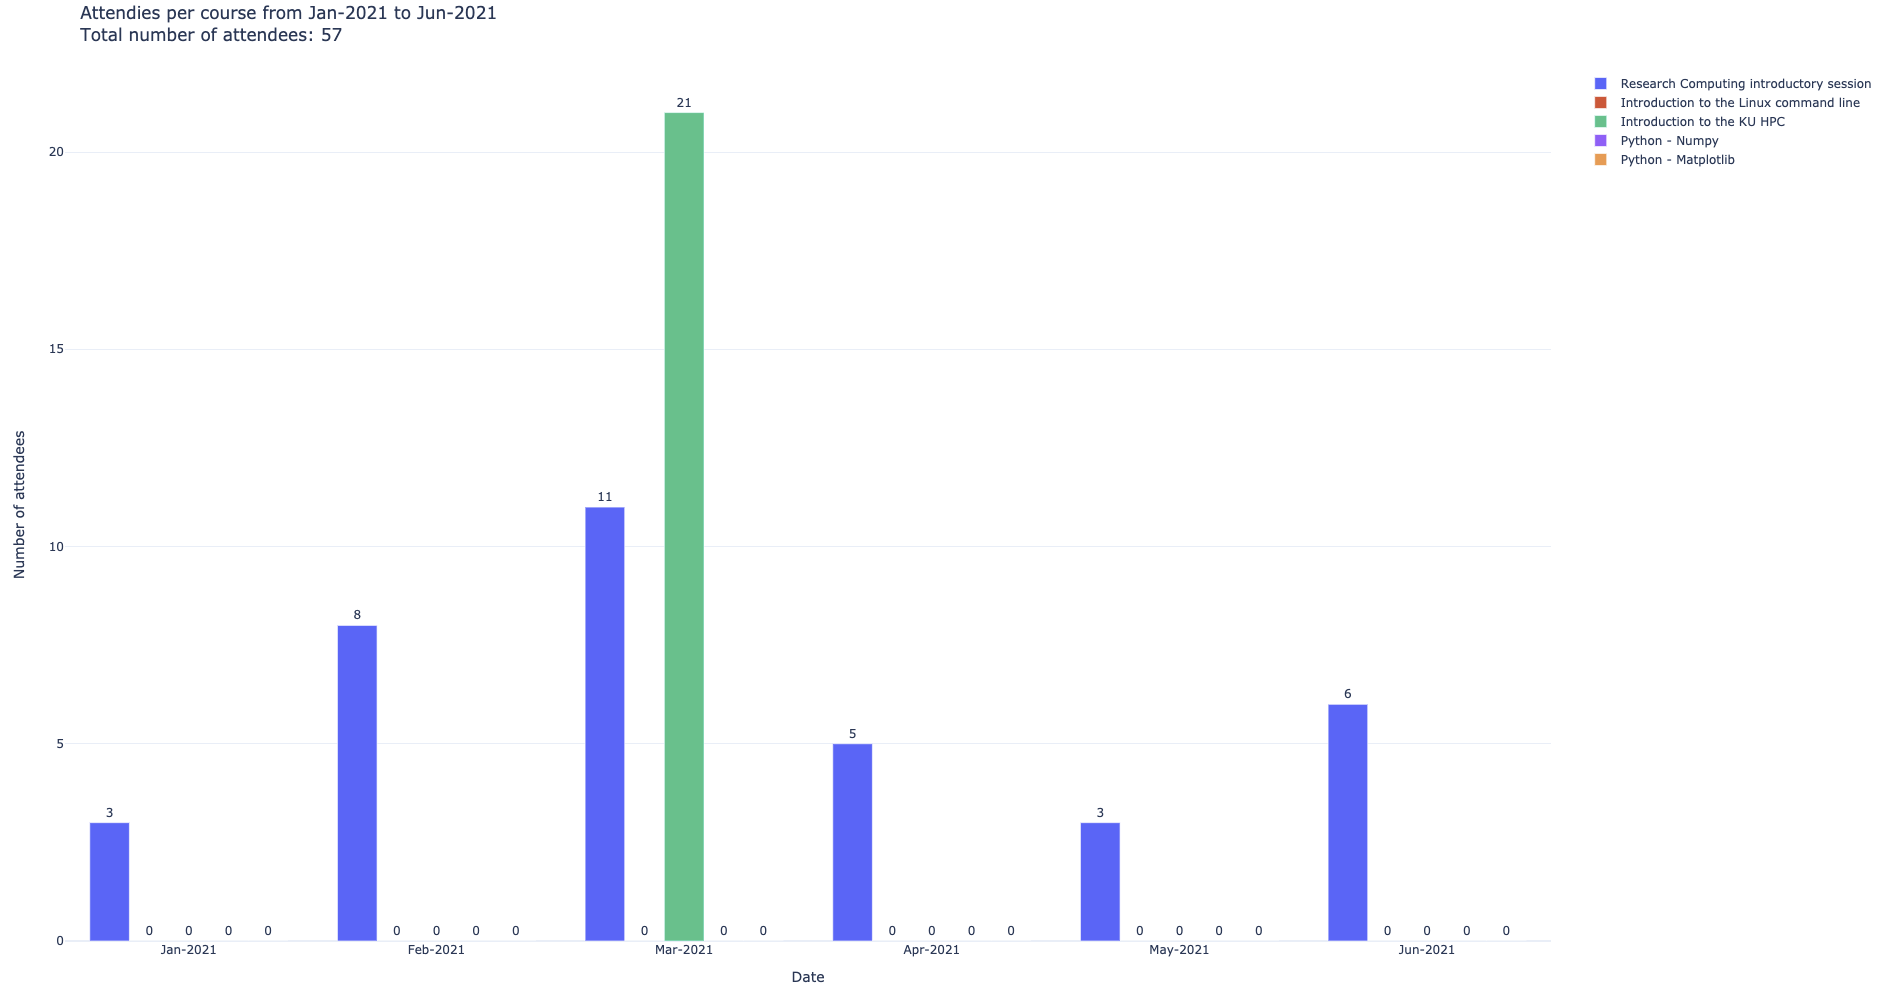 Attendies per course from Jan-2021 to Jun-2021
Total number of attendees: 57
Research Computing introductory session
Introduction to the Linux command line
Introduction to the KU HPC
Python - Numpy
Python - Matplotlib
Number of attendees
20
15
10
5
0
3
0
0
0
0
8
0
0
0
0
11
0
21
0
0
5
0
0
0
0
3
0
0
0
0
6
0
0
0
0
Jan-2021
Feb-2021
Mar-2021
Apr-2021
May-2021
Jun-2021
Date